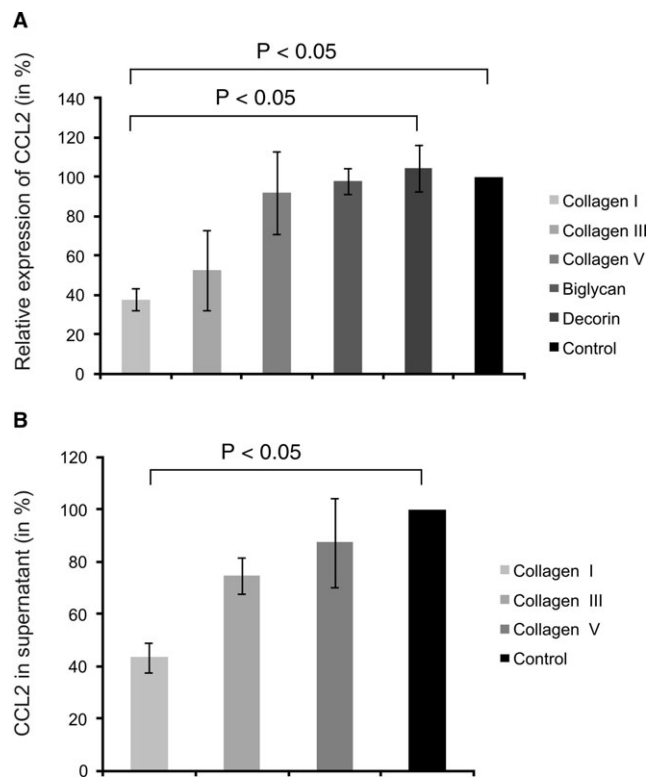 A
P < 0.05
P < 0.05
Relative expression of CCL2 (in %)
140
120
100
80
60
40
20
0
Collagen I
Collagen III
Collagen V
Biglycan
Decorin
Control
B
P < 0.05
CCL2 in supernatant (in %)
120
100
80
60
40
20
0
Collagen I
Collagen III
Collagen V
Control